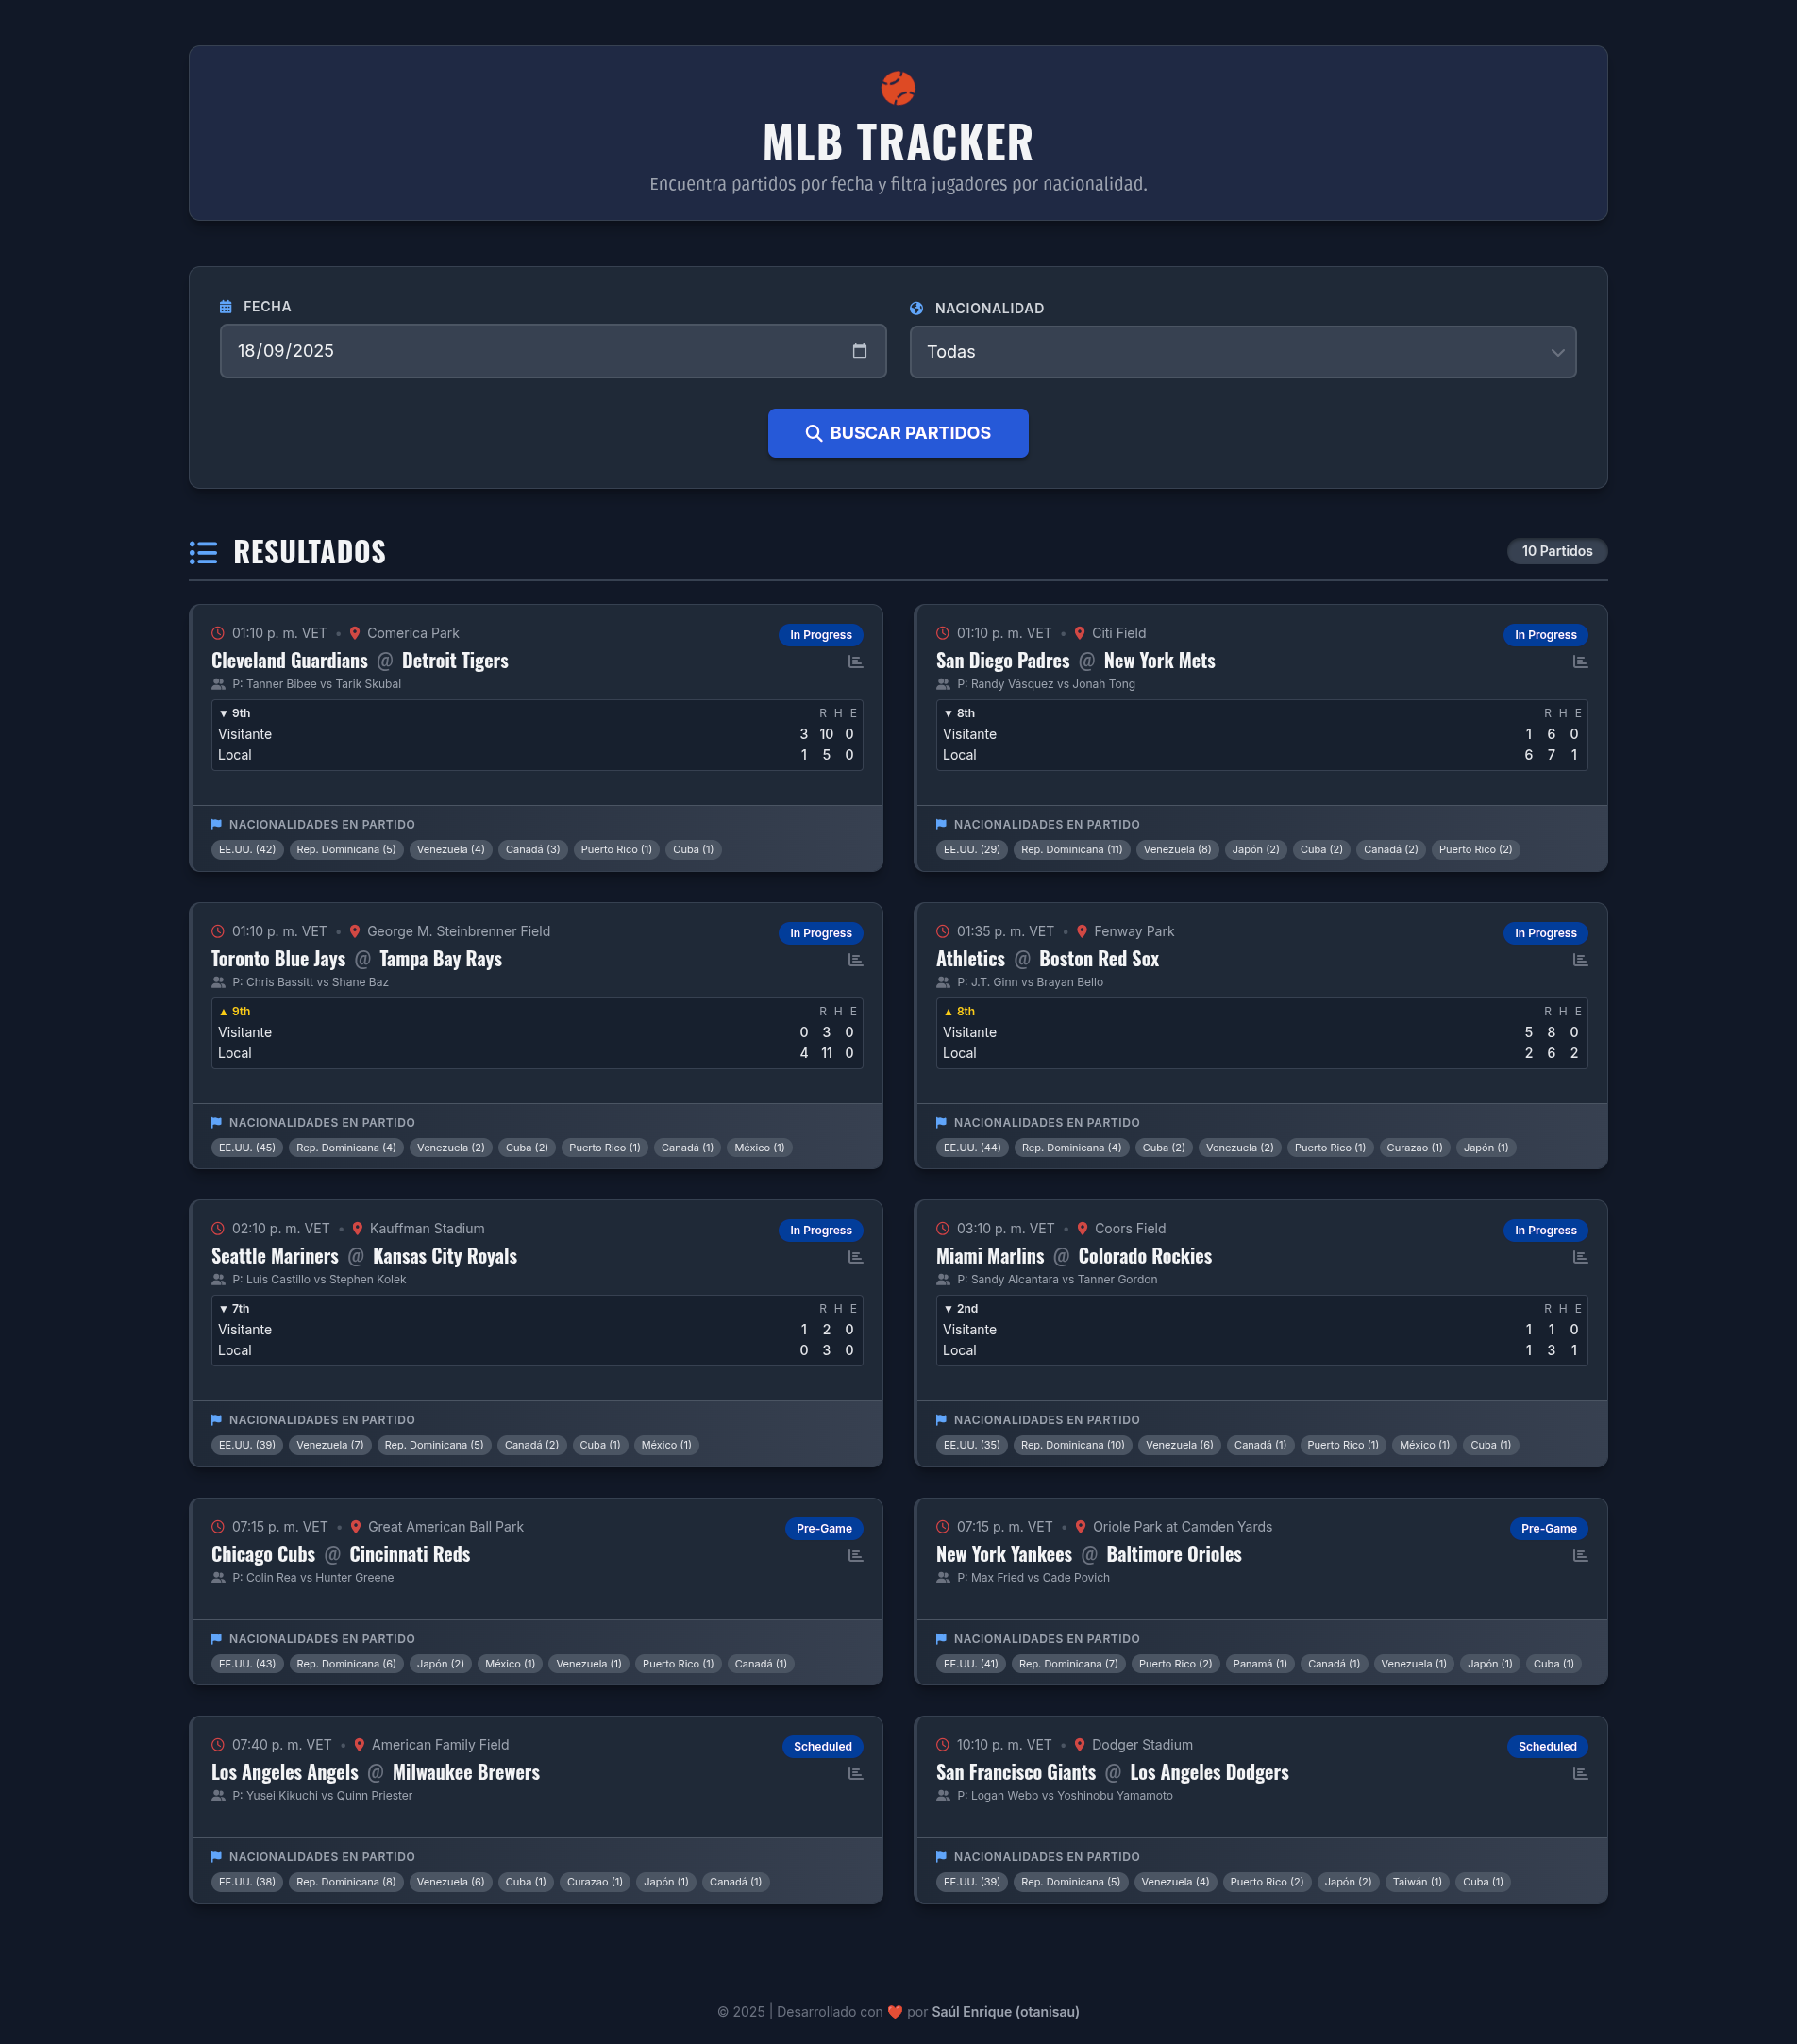 MLB TRACKER
Encuentra partidos por fecha y filtra jugadores por nacionalidad.
FECHA
18/09/2025
NACIONALIDAD
Todas
BUSCAR PARTIDOS
RESULTADOS
10 Partidos
01:10 p. m. VET • Comerica Park
In Progress
Cleveland Guardians @ Detroit Tigers
P: Tanner Bibee vs Tarik Skubal
▼ 9th R H E
Visitante 3 10 0
Local 1 5 0
NACIONALIDADES EN PARTIDO
EE.UU. (42) Rep. Dominicana (5) Venezuela (4) Canadá (3) Puerto Rico (1) Cuba (1)
01:10 p. m. VET • Citi Field
In Progress
San Diego Padres @ New York Mets
P: Randy Vásquez vs Jonah Tong
▼ 8th R H E
Visitante 1 6 0
Local 6 7 1
NACIONALIDADES EN PARTIDO
EE.UU. (29) Rep. Dominicana (11) Venezuela (8) Japón (2) Cuba (2) Canadá (2) Puerto Rico (2)
01:10 p. m. VET • George M. Steinbrenner Field
In Progress
Toronto Blue Jays @ Tampa Bay Rays
P: Chris Bassitt vs Shane Baz
▲ 9th R H E
Visitante 0 3 0
Local 4 11 0
NACIONALIDADES EN PARTIDO
EE.UU. (45) Rep. Dominicana (4) Venezuela (2) Cuba (2) Puerto Rico (1) Canadá (1) México (1)
01:35 p. m. VET • Fenway Park
In Progress
Athletics @ Boston Red Sox
P: J.T. Ginn vs Brayan Bello
▲ 8th R H E
Visitante 5 8 0
Local 2 6 2
NACIONALIDADES EN PARTIDO
EE.UU. (44) Rep. Dominicana (4) Cuba (2) Venezuela (2) Puerto Rico (1) Curazao (1) Japón (1)
02:10 p. m. VET • Kauffman Stadium
In Progress
Seattle Mariners @ Kansas City Royals
P: Luis Castillo vs Stephen Kolek
▼ 7th R H E
Visitante 1 2 0
Local 0 3 0
NACIONALIDADES EN PARTIDO
EE.UU. (39) Venezuela (7) Rep. Dominicana (5) Canadá (2) Cuba (1) México (1)
03:10 p. m. VET • Coors Field
In Progress
Miami Marlins @ Colorado Rockies
P: Sandy Alcantara vs Tanner Gordon
▼ 2nd R H E
Visitante 1 1 0
Local 1 3 1
NACIONALIDADES EN PARTIDO
EE.UU. (35) Rep. Dominicana (10) Venezuela (6) Canadá (1) Puerto Rico (1) México (1) Cuba (1)
07:15 p. m. VET • Great American Ball Park
Pre-Game
Chicago Cubs @ Cincinnati Reds
P: Colin Rea vs Hunter Greene
NACIONALIDADES EN PARTIDO
EE.UU. (43) Rep. Dominicana (6) Japón (2) México (1) Venezuela (1) Puerto Rico (1) Canadá (1)
07:15 p. m. VET • Oriole Park at Camden Yards
Pre-Game
New York Yankees @ Baltimore Orioles
P: Max Fried vs Cade Povich
NACIONALIDADES EN PARTIDO
EE.UU. (41) Rep. Dominicana (7) Puerto Rico (2) Panamá (1) Canadá (1) Venezuela (1) Japón (1) Cuba (1)
07:40 p. m. VET • American Family Field
Scheduled
Los Angeles Angels @ Milwaukee Brewers
P: Yusei Kikuchi vs Quinn Priester
NACIONALIDADES EN PARTIDO
EE.UU. (38) Rep. Dominicana (8) Venezuela (6) Cuba (1) Curazao (1) Japón (1) Canadá (1)
10:10 p. m. VET • Dodger Stadium
Scheduled
San Francisco Giants @ Los Angeles Dodgers
P: Logan Webb vs Yoshinobu Yamamoto
NACIONALIDADES EN PARTIDO
EE.UU. (39) Rep. Dominicana (5) Venezuela (4) Puerto Rico (2) Japón (2) Taiwán (1) Cuba (1)
© 2025 | Desarrollado con ❤️ por Saúl Enrique (otanisau)